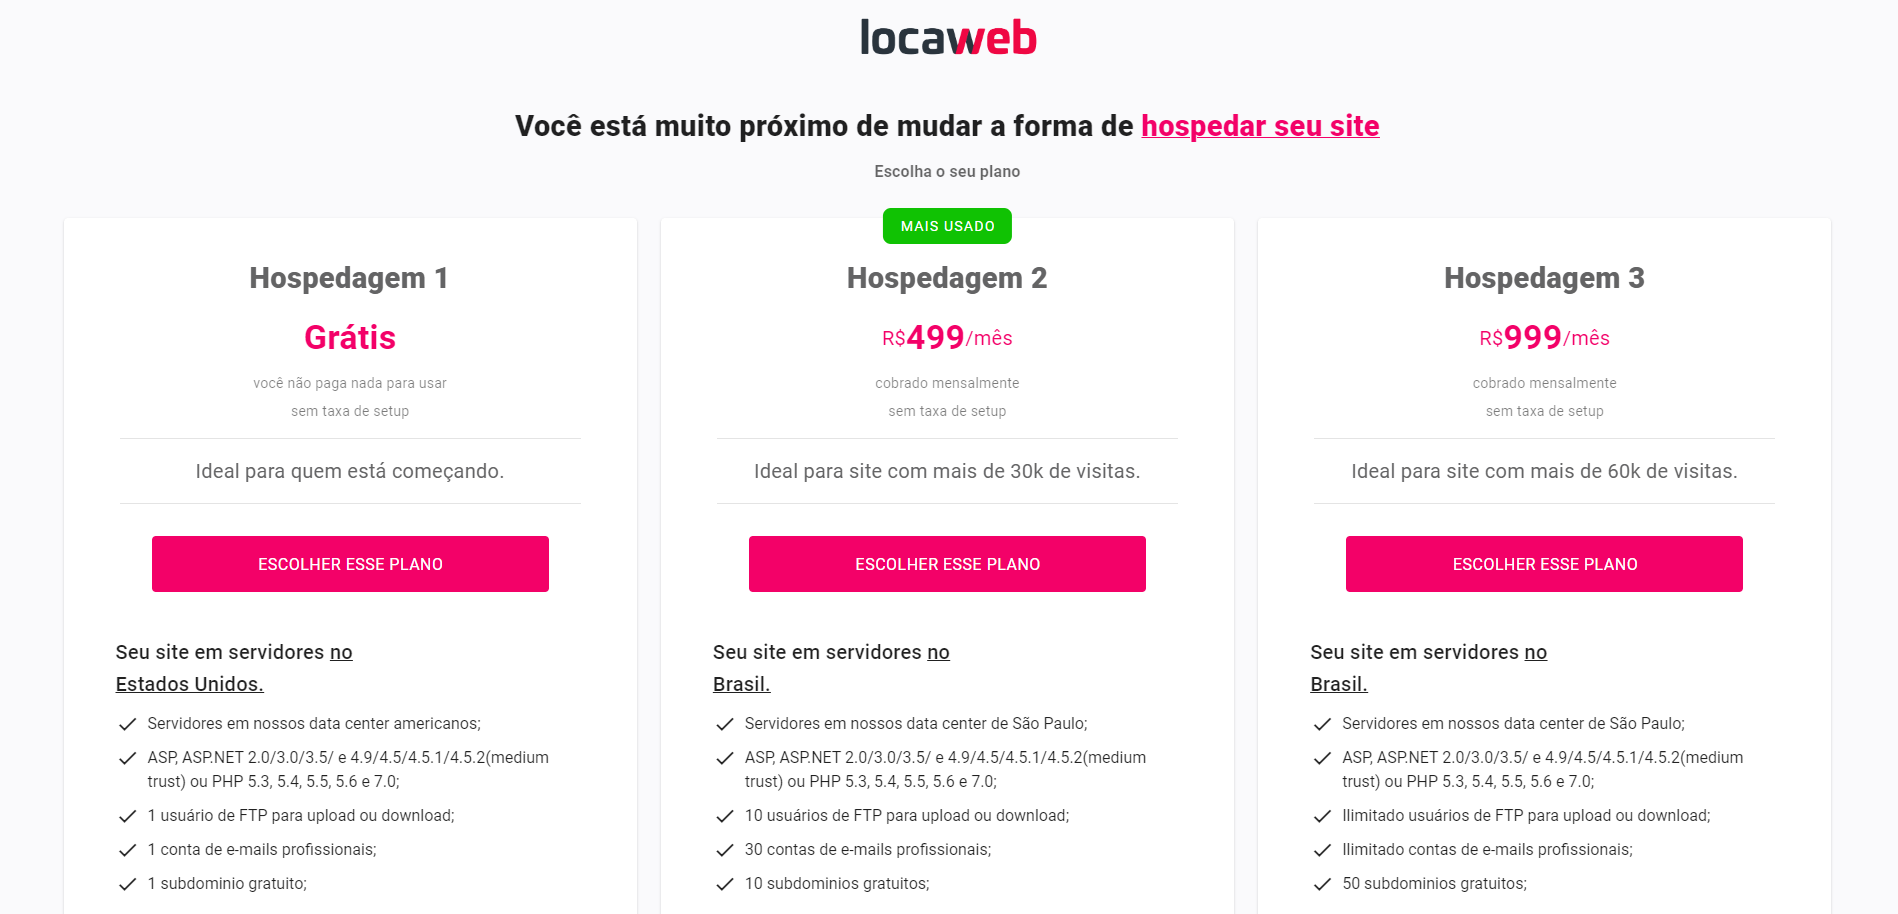 locaweb
Você está muito próximo de mudar a forma de hospedar seu site
Escolha o seu plano
Hospedagem 1
Grátis
você não paga nada para usar
sem taxa de setup
Ideal para quem está começando.
ESCOLHER ESSE PLANO
Seu site em servidores no
Estados Unidos.
Servidores em nossos data center americanos;
ASP, ASP.NET 2.0/3.0/3.5/ e 4.9/4.5/4.5.1/4.5.2(medium
trust) ou PHP 5.3, 5.4, 5.5, 5.6 e 7.0;
1 usuário de FTP para upload ou download;
1 conta de e-mails profissionais;
1 subdominio gratuito;
MAIS USADO
Hospedagem 2
R$499/mês
cobrado mensalmente
sem taxa de setup
Ideal para site com mais de 30k de visitas.
ESCOLHER ESSE PLANO
Seu site em servidores no
Brasil.
Servidores em nossos data center de São Paulo;
ASP, ASP.NET 2.0/3.0/3.5/ e 4.9/4.5/4.5.1/4.5.2(medium
trust) ou PHP 5.3, 5.4, 5.5, 5.6 e 7.0;
10 usuários de FTP para upload ou download;
30 contas de e-mails profissionais;
10 subdominios gratuitos;
Hospedagem 3
R$999/mês
cobrado mensalmente
sem taxa de setup
Ideal para site com mais de 60k de visitas.
ESCOLHER ESSE PLANO
Seu site em servidores no
Brasil.
Servidores em nossos data center de São Paulo;
ASP, ASP.NET 2.0/3.0/3.5/ e 4.9/4.5/4.5.1/4.5.2(medium
trust) ou PHP 5.3, 5.4, 5.5, 5.6 e 7.0;
Ilimitado usuários de FTP para upload ou download;
Ilimitado contas de e-mails profissionais;
50 subdominios gratuitos;